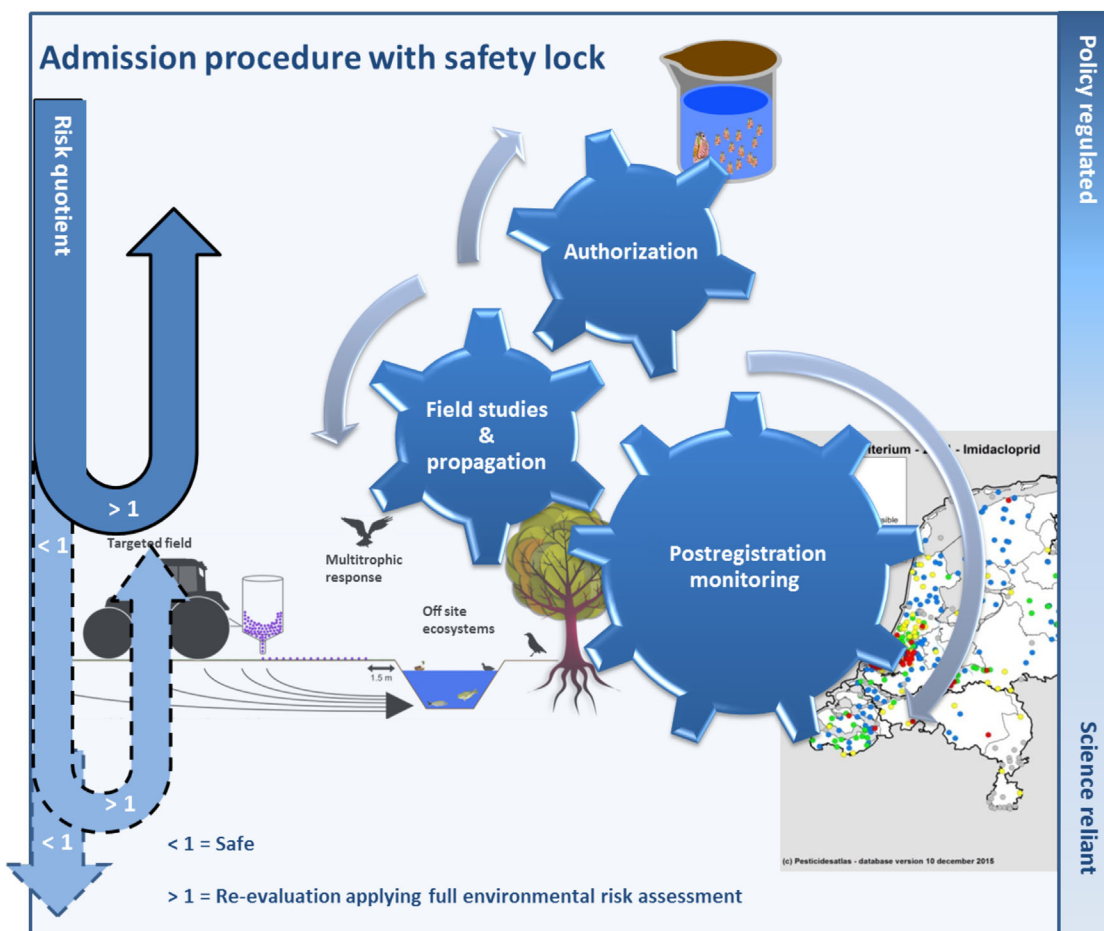 Admission procedure with safety lock
Policy regulated
Risk quotient
Authorization
Field studies
&
propagation
> 1
< 1
Targeted field
Multitrophic
response
Off site
ecosystems
1.5 m
Postregistration
monitoring
- Imidacloprid
> 1
< 1
< 1 = Safe
> 1 = Re-evaluation applying full environmental risk assessment
(c) Pesticidesatlas - database version 10 december 2015
Science reliant